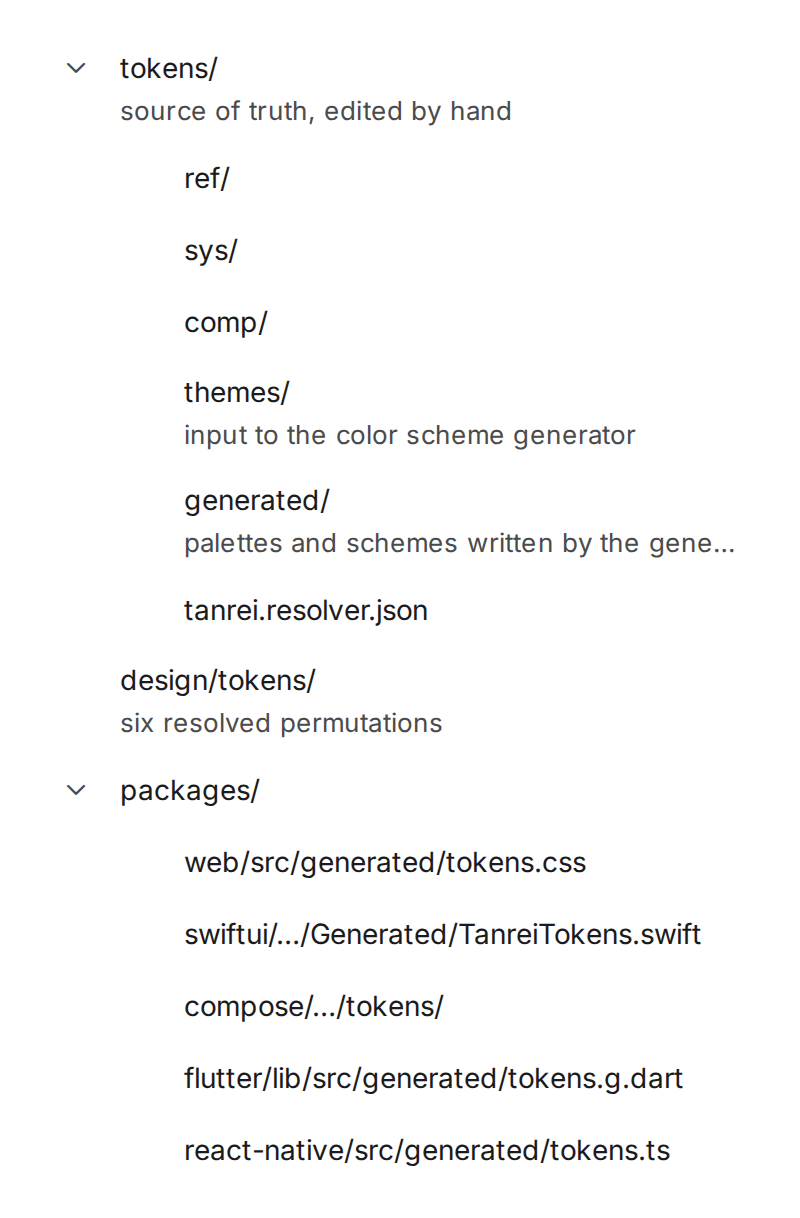 tokens/
source of truth, edited by hand
ref/
sys/
comp/
themes/
input to the color scheme generator
generated/
palettes and schemes written by the gene...
tanrei.resolver.json
design/tokens/
six resolved permutations
packages/
web/src/generated/tokens.css
swiftui/.../Generated/TanreiTokens.swift
compose/.../tokens/
flutter/lib/src/generated/tokens.g.dart
react-native/src/generated/tokens.ts